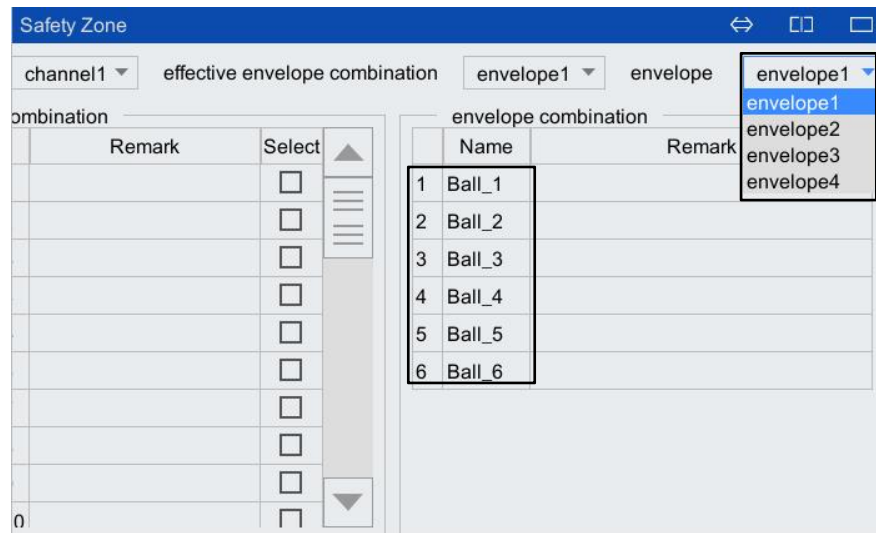 Safety Zone
channel1 effective envelope combination envelope1 envelope envelope1
envelope1
envelope2
envelope3
envelope4
ombination
Remark Select
0
envelope combination
Name Remark
1 Ball_1
2 Ball_2
3 Ball_3
4 Ball_4
5 Ball_5
6 Ball_6